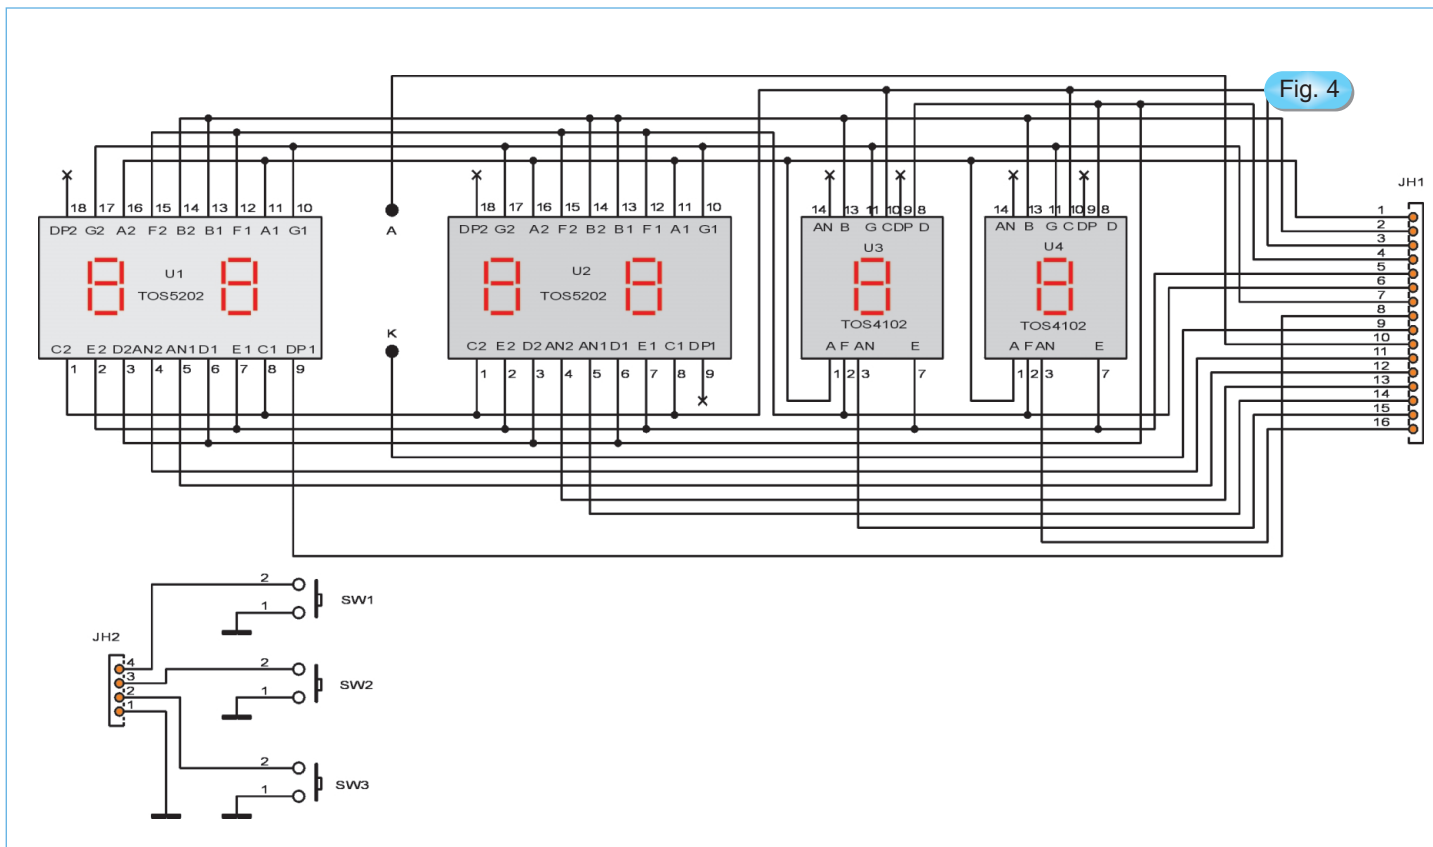 Fig. 4
JH1
1
2
3
4
5
6
7
8
9
10
11
12
13
14
15
16
18 17 16 15 14 13 12 11 10
DP2 G2 A2 F2 B2 B1 F1 A1 G1
U1
TOS5202
C2 E2 D2 AN2 AN1 D1 E1 C1 DP1
1 2 3 4 5 6 7 8 9
A
K
18 17 16 15 14 13 12 11 10
DP2 G2 A2 F2 B2 B1 F1 A1 G1
U2
TOS5202
C2 E2 D2 AN2 AN1 D1 E1 C1 DP1
1 2 3 4 5 6 7 8 9
14 13 11 10 9 8
AN B G C DP D
U3
TOS4102
A F AN E
1 2 3 7
14 13 11 10 9 8
AN B G C DP D
U4
TOS4102
A F AN E
1 2 3 7
2
1
SW1
JH2
4
3
2
1
2
1
SW2
2
1
SW3